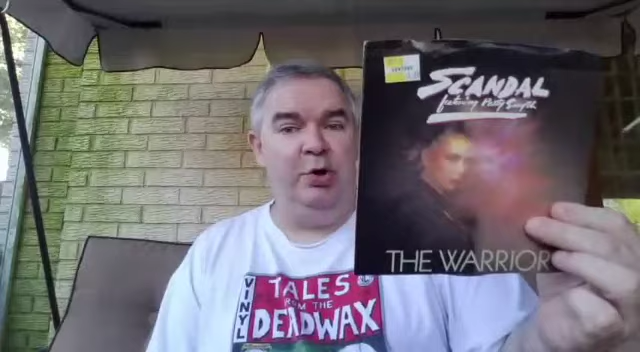 SCANDAL
featuring Patty Smyth
THE WARRIOR
VINYL
TALES
FROM THE
DEADWAX